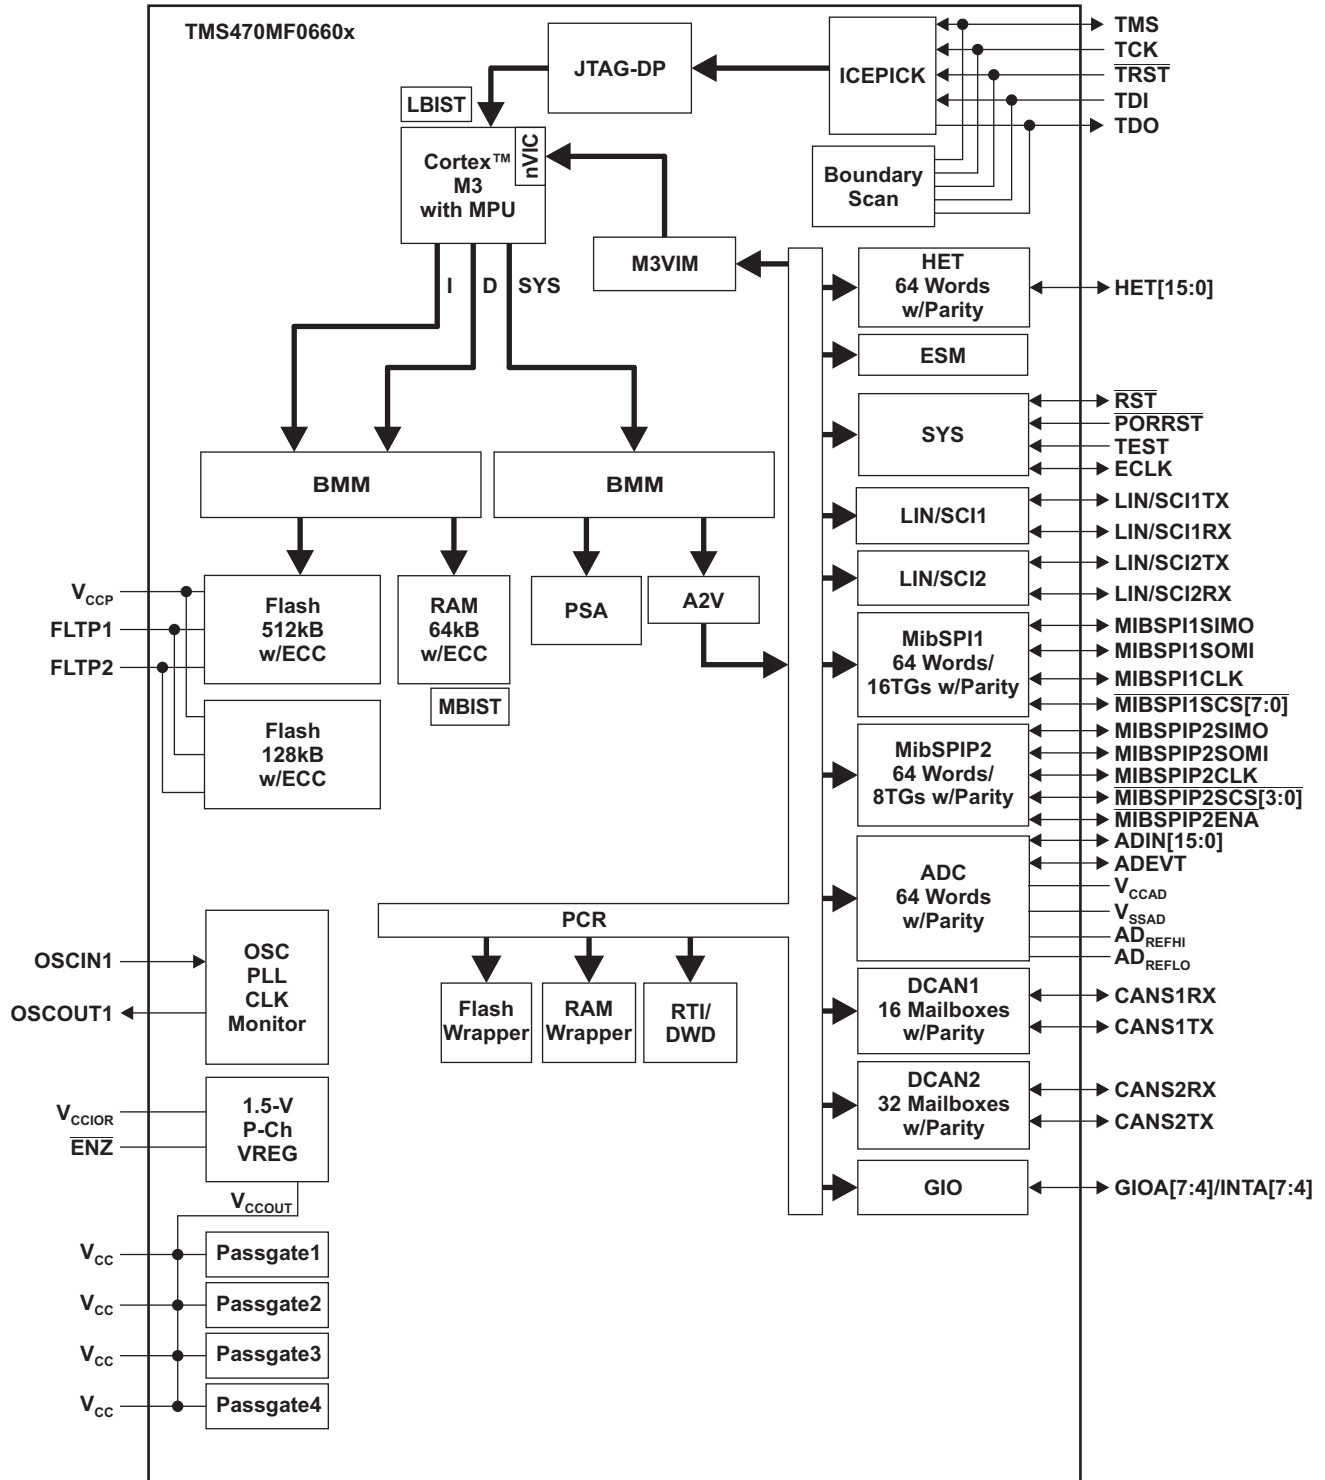 TMS470MF0660x
JTAG-DP
ICEPICK
TMS
TCK
TRST
TDI
TDO
LBIST
Cortex™
M3
with MPU
nVIC
Boundary
Scan
M3VIM
I
D
SYS
HET
64 Words
w/Parity
HET[15:0]
ESM
SYS
RST
PORRST
TEST
ECLK
BMM
BMM
LIN/SCI1
LIN/SCI1TX
LIN/SCI1RX
LIN/SCI2
LIN/SCI2TX
LIN/SCI2RX
VCCP
FLTP1
FLTP2
Flash
512kB
w/ECC
RAM
64kB
w/ECC
MBIST
PSA
A2V
Flash
128kB
w/ECC
MibSPI1
64 Words/
16TGs w/Parity
MIBSPI1SIMO
MIBSPI1SOMI
MIBSPI1CLK
MIBSPI1SCS[7:0]
MibSPIP2
64 Words/
8TGs w/Parity
MIBSPIP2SIMO
MIBSPIP2SOMI
MIBSPIP2CLK
MIBSPIP2SCS[3:0]
MIBSPIP2ENA
ADC
64 Words
w/Parity
ADIN[15:0]
ADEVT
VCCAD
VSSAD
ADREFHI
ADREFLO
PCR
OSCIN1
OSCOUT1
OSC
PLL
CLK
Monitor
Flash
Wrapper
RAM
Wrapper
RTI/
DWD
DCAN1
16 Mailboxes
w/Parity
CANS1RX
CANS1TX
DCAN2
32 Mailboxes
w/Parity
CANS2RX
CANS2TX
VCCIOR
ENZ
1.5-V
P-Ch
VREG
VCCOUT
GIO
GIOA[7:4]/INTA[7:4]
VCC
Passgate1
VCC
Passgate2
VCC
Passgate3
VCC
Passgate4